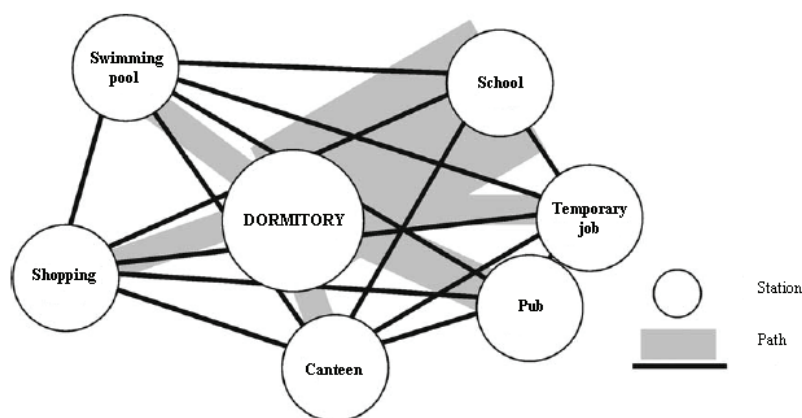 Swimming
pool
School
DORMITORY
Temporary
job
Shopping
Pub
Canteen
Station
Path